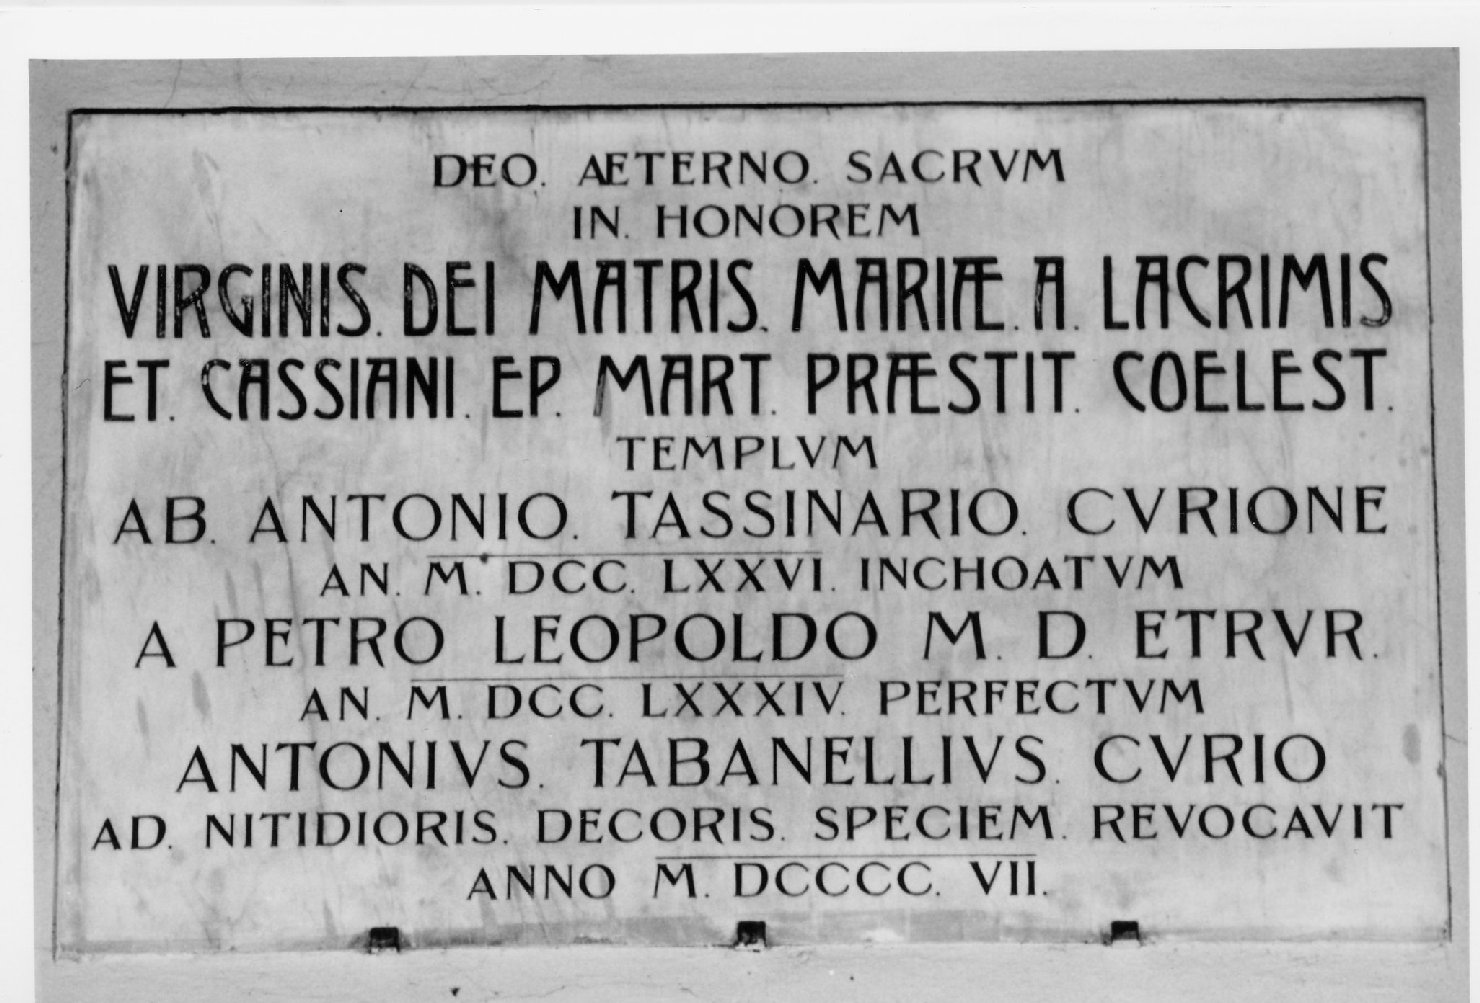 DEO. AETERNO. SACRVM
IN. HONOREM
VIRGINIS. DEI MATRIS. MARIÆ. A. LACRIMIS
ET. CASSIANI. EP. MART. PRÆSTIT. COELEST.
TEMPLVM
AB. ANTONIO. TASSINARIO. CVRIONE
AN. M. DCC. LXXVI. INCHOATVM
A PETRO LEOPOLDO M. D. ETRVR.
AN. M. DCC. LXXXIV. PERFECTVM
ANTONIVS. TABANELLIVS. CVRIO
AD. NITIDIORIS. DECORIS. SPECIEM. REVOCAVIT
ANNO M. DCCCC. VII.